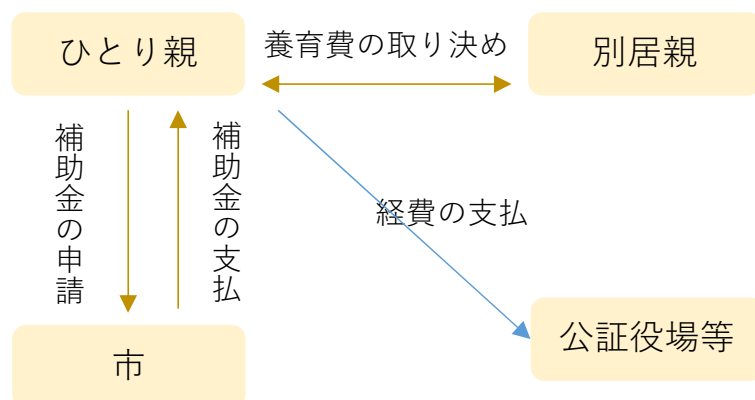 ひとり親
養育費の取り決め
別居親
補助金の申請
補助金の支払
経費の支払
公証役場等
市